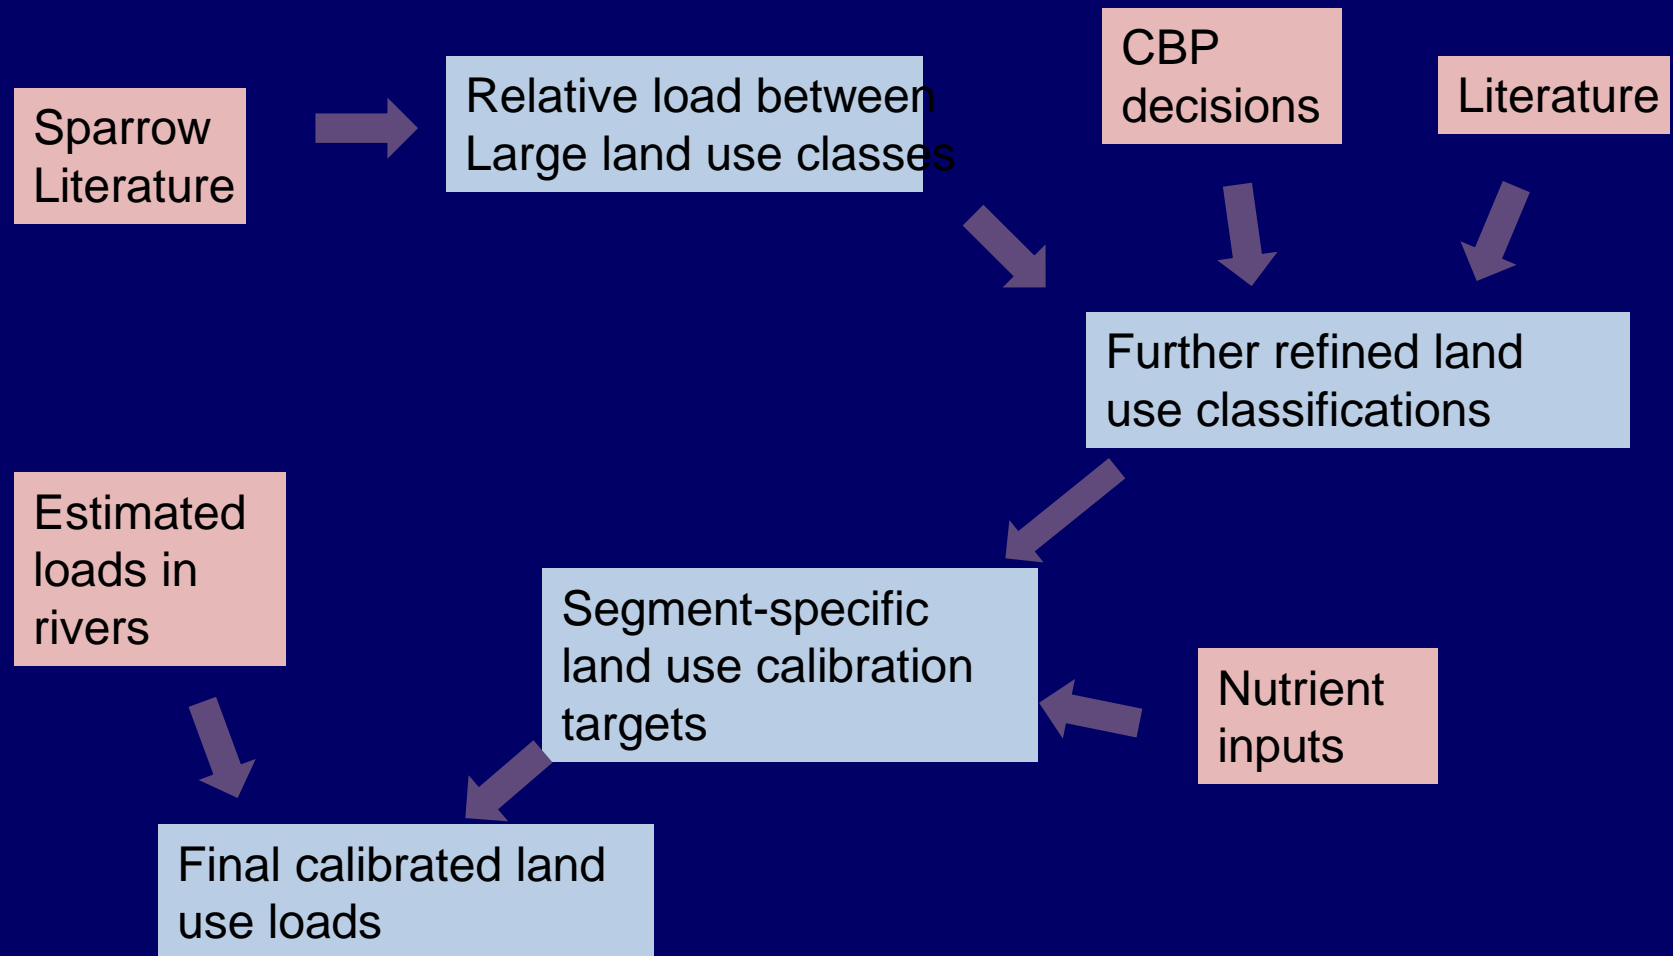 Sparrow
Literature
Relative load between
Large land use classes
CBP
decisions
Literature
Further refined land
use classifications
Estimated
loads in
rivers
Segment-specific
land use calibration
targets
Nutrient
inputs
Final calibrated land
use loads